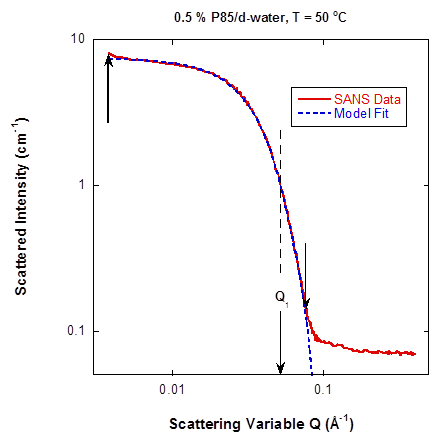 0.5 % P85/d-water, T = 50 °C
10
SANS Data
Model Fit
Scattered Intensity (cm⁻¹)
1
Q₁
0.1
0.01
0.1
Scattering Variable Q (Å⁻¹)